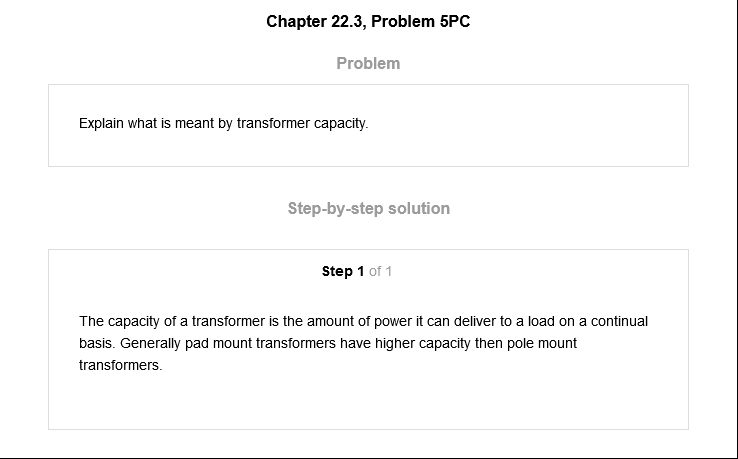 Chapter 22.3, Problem 5PC
Problem
Explain what is meant by transformer capacity.
Step-by-step solution
Step 1 of 1
The capacity of a transformer is the amount of power it can deliver to a load on a continual
basis. Generally pad mount transformers have higher capacity then pole mount
transformers.